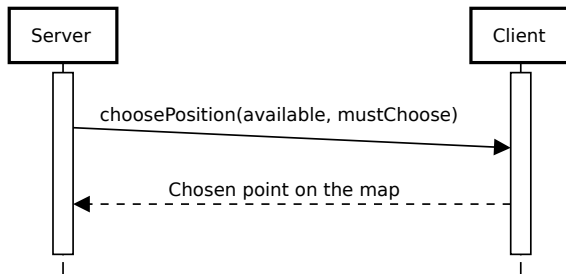 Server
Client
choosePosition(available, mustChoose)
Chosen point on the map